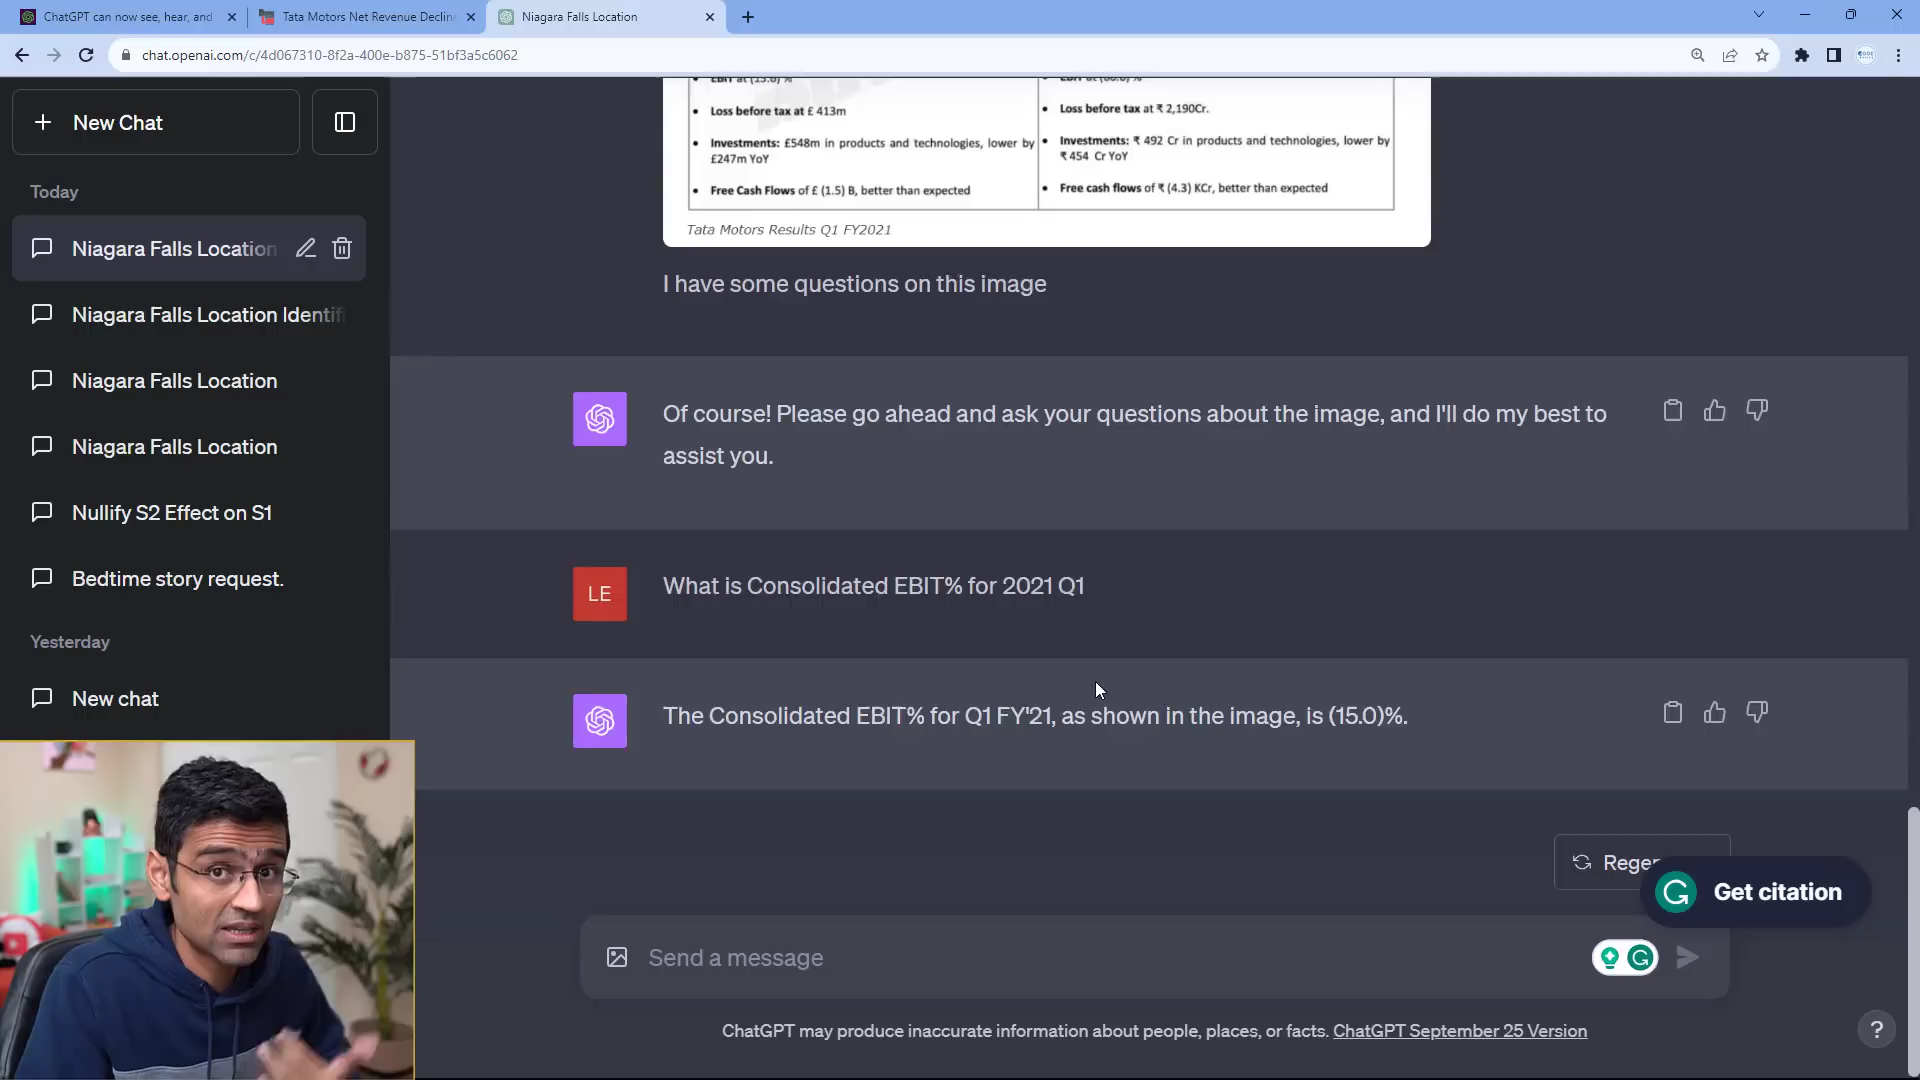 ChatGPT can now see, hear, and
Tata Motors Net Revenue Decline
Niagara Falls Location
chat.openai.com/c/4d067310-8f2a-400e-b875-51bf3a5c6062
New Chat
Today
Niagara Falls Location
Niagara Falls Location Identifi
Niagara Falls Location
Niagara Falls Location
Nullify S2 Effect on S1
Bedtime story request.
Yesterday
New chat
Loss before tax at £ 413m
Investments: £548m in products and technologies, lower by
£247m YoY
Free Cash Flows of £ (1.5) B, better than expected
Loss before tax at ₹ 2,190Cr.
Investments: ₹ 492 Cr in products and technologies, lower by
₹ 454 Cr YoY
Free cash flows of ₹ (4.3) KCr, better than expected
Tata Motors Results Q1 FY2021
I have some questions on this image
Of course! Please go ahead and ask your questions about the image, and I'll do my best to
assist you.
LE
What is Consolidated EBIT% for 2021 Q1
The Consolidated EBIT% for Q1 FY'21, as shown in the image, is (15.0)%.
Regen
Get citation
Send a message
ChatGPT may produce inaccurate information about people, places, or facts. ChatGPT September 25 Version
?